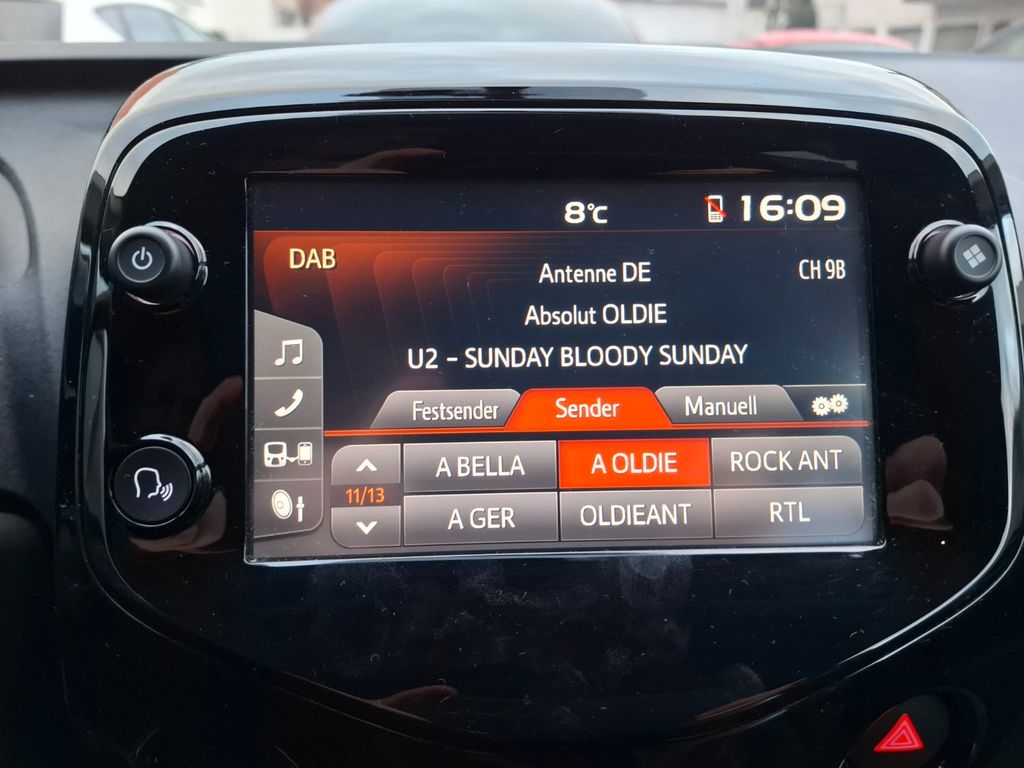 8°C
16:09
DAB
Antenne DE
CH 9B
Absolut OLDIE
U2 - SUNDAY BLOODY SUNDAY
Festsender
Sender
Manuell
11/13
A BELLA
A OLDIE
ROCK ANT
A GER
OLDIEANT
RTL